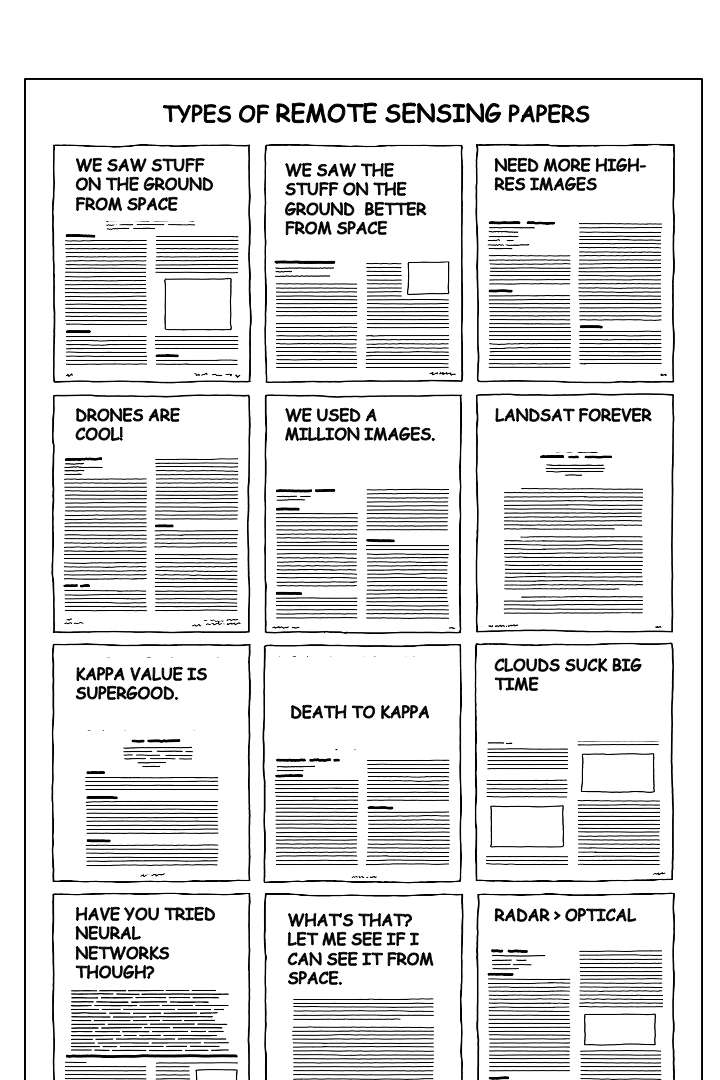 TYPES OF REMOTE SENSING PAPERS
WE SAW STUFF
ON THE GROUND
FROM SPACE
WE SAW THE
STUFF ON THE
GROUND BETTER
FROM SPACE
NEED MORE HIGH-
RES IMAGES
DRONES ARE
COOL!
WE USED A
MILLION IMAGES.
LANDSAT FOREVER
KAPPA VALUE IS
SUPERGOOD.
DEATH TO KAPPA
CLOUDS SUCK BIG
TIME
HAVE YOU TRIED
NEURAL
NETWORKS
THOUGH?
WHAT'S THAT?
LET ME SEE IF I
CAN SEE IT FROM
SPACE.
RADAR > OPTICAL